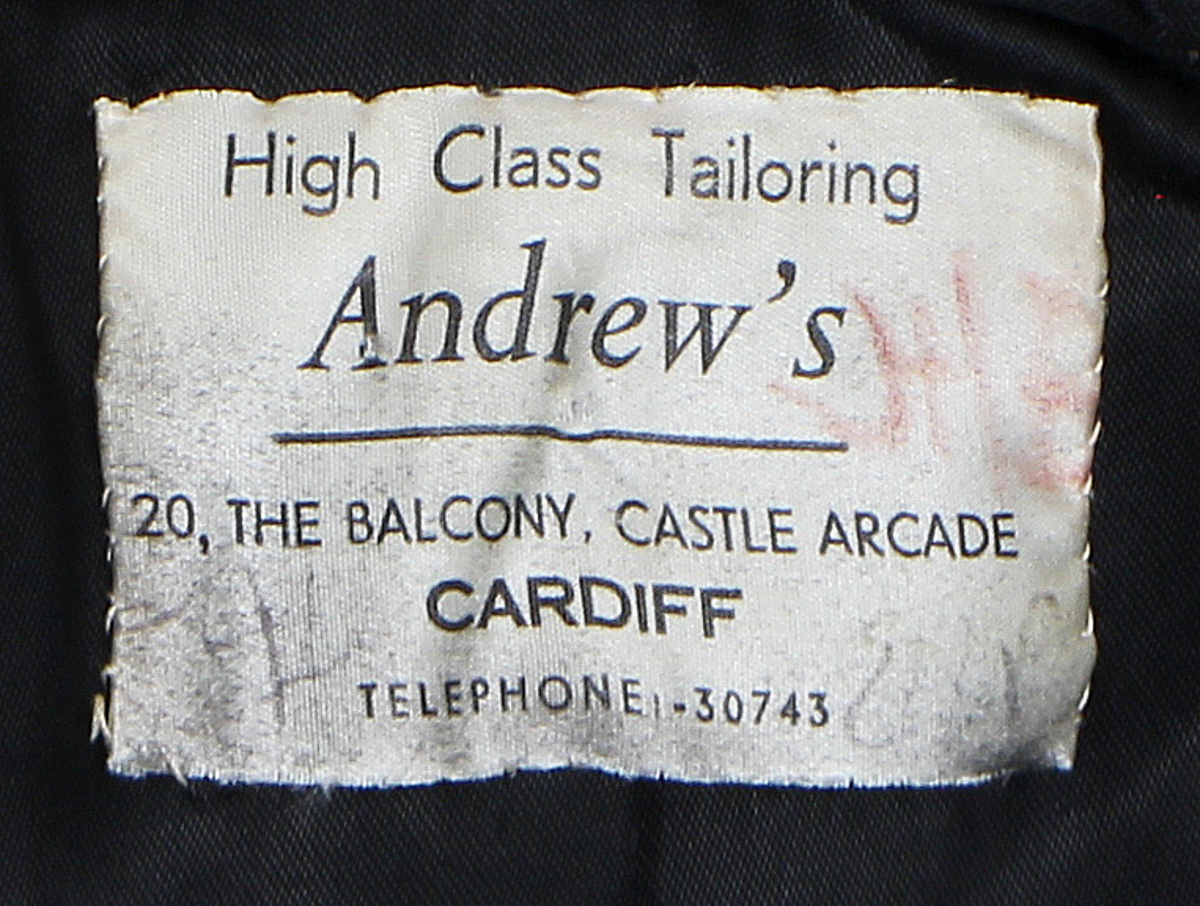 High Class Tailoring
Andrew's
20, THE BALCONY, CASTLE ARCADE
CARDIFF
TELEPHONE:-30743